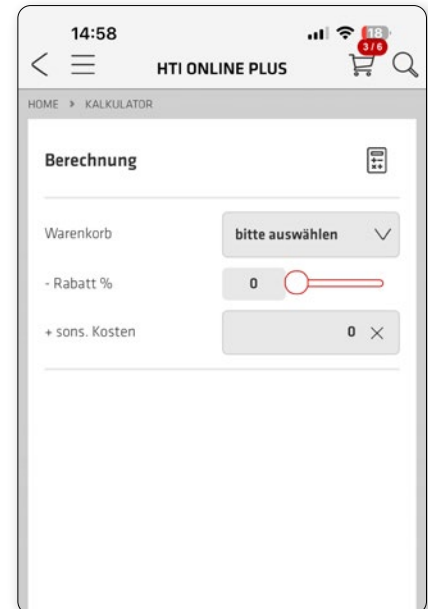 14:58
18
3/6
HTI ONLINE PLUS
HOME > KALKULATOR
Berechnung
Warenkorb
bitte auswählen
- Rabatt %
0
+ sons. Kosten
0